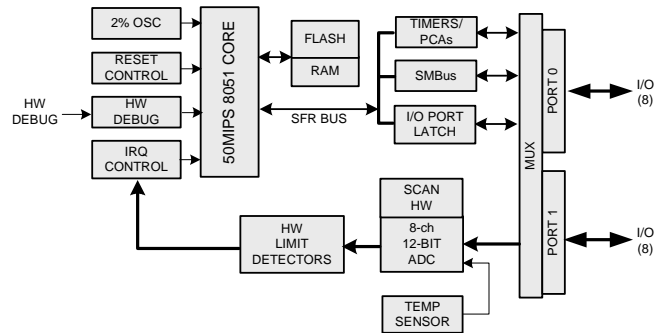 2% OSC
RESET
CONTROL
HW
DEBUG
HW
DEBUG
IRQ
CONTROL
50MIPS 8051 CORE
FLASH
RAM
SFR BUS
TIMERS/
PCAs
SMBus
I/O PORT
LATCH
MUX
PORT 0
I/O
(8)
PORT 1
I/O
(8)
SCAN
HW
8-ch
12-BIT
ADC
HW
LIMIT
DETECTORS
TEMP
SENSOR